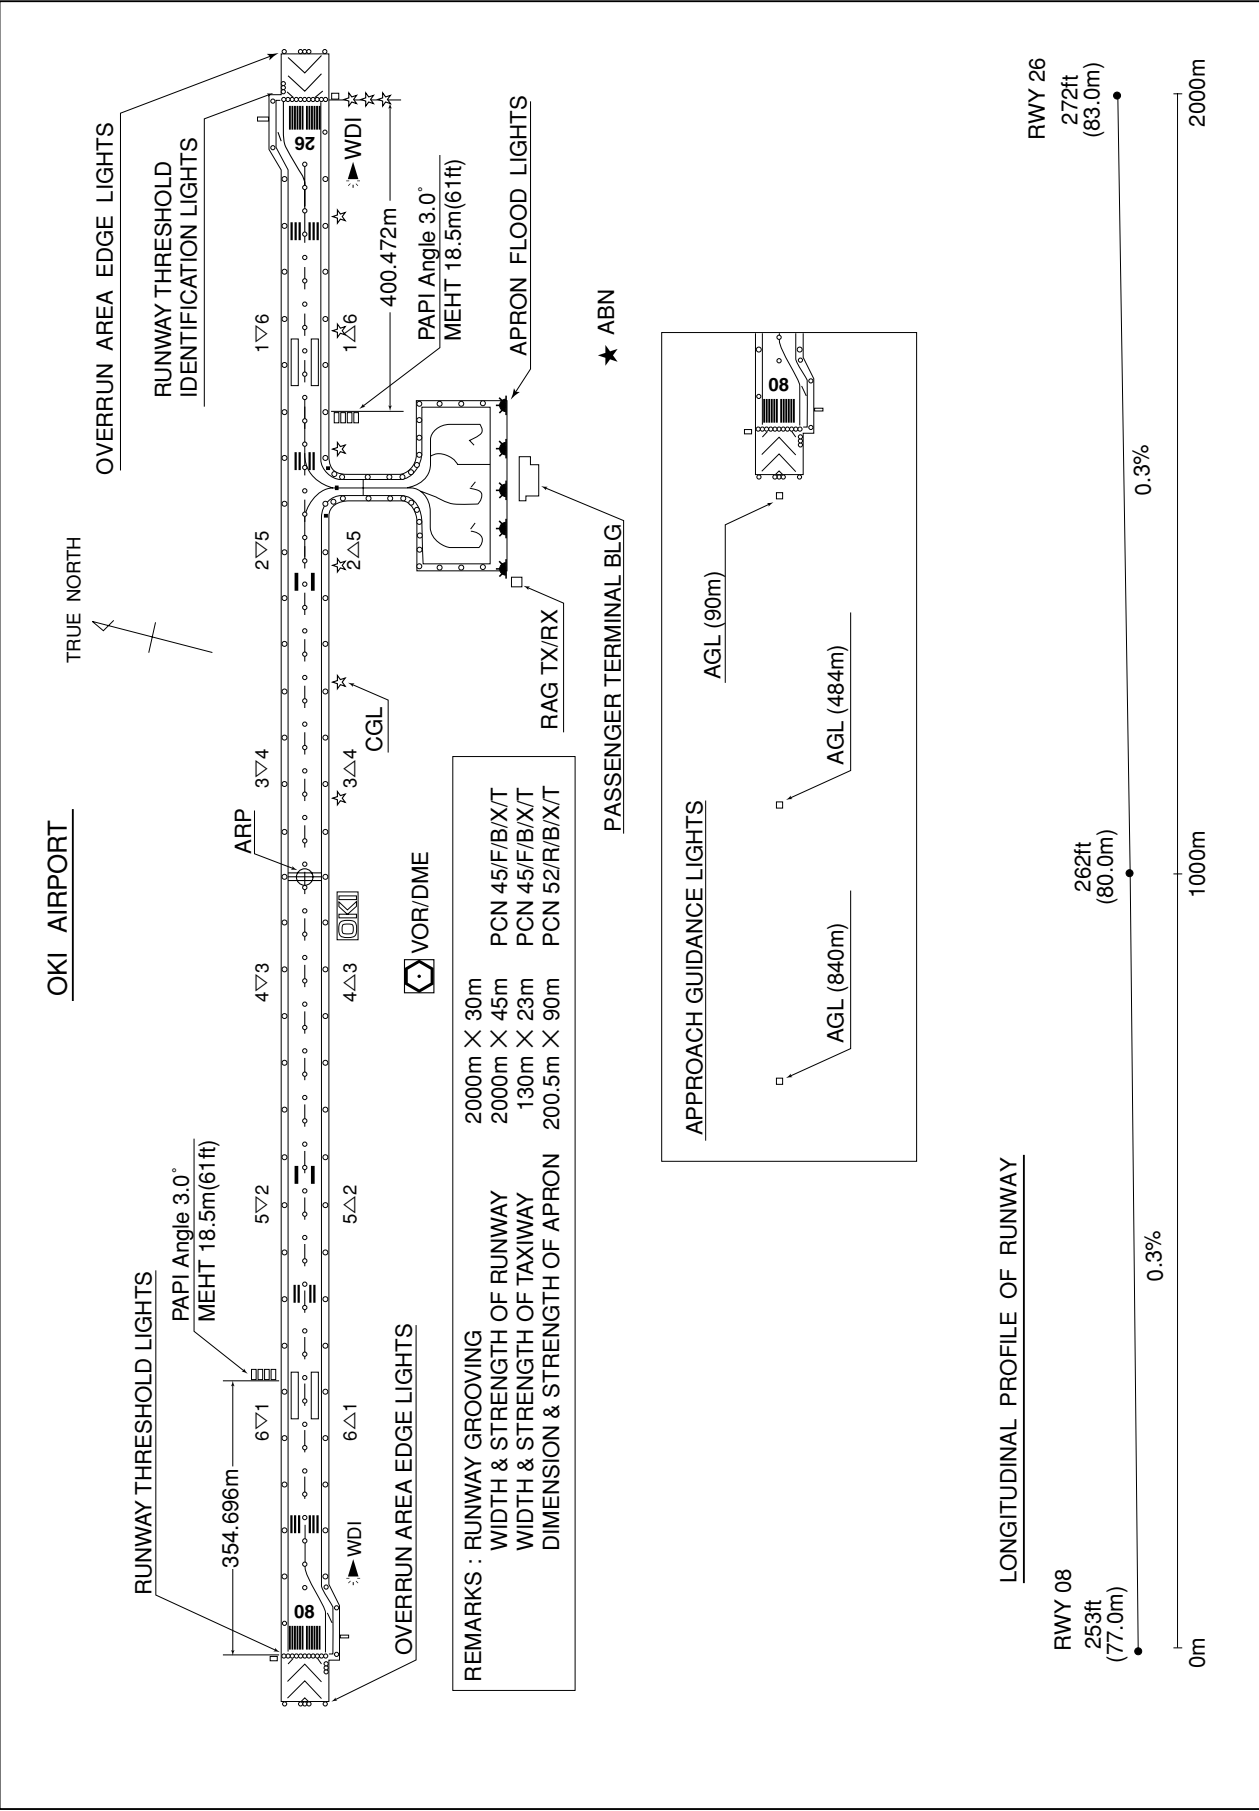 OKI AIRPORT
TRUE NORTH
OVERRUN AREA EDGE LIGHTS
RUNWAY THRESHOLD
IDENTIFICATION LIGHTS
RUNWAY THRESHOLD LIGHTS
PAPI Angle 3.0°
MEHT 18.5m(61ft)
354.696m
ARP
6▽1
5▽2
4▽3
3▽4
2▽5
1▽6
08
26
6△1
5△2
4△3
3△4
2△5
1△6
WDI
OKI
WDI
CGL
400.472m
VOR/DME
PAPI Angle 3.0°
MEHT 18.5m(61ft)
OVERRUN AREA EDGE LIGHTS
APRON FLOOD LIGHTS
RAG TX/RX
PASSENGER TERMINAL BLG
ABN
REMARKS : RUNWAY GROOVING 2000m × 30m
WIDTH & STRENGTH OF RUNWAY 2000m × 45m PCN 45/F/B/X/T
WIDTH & STRENGTH OF TAXIWAY 130m × 23m PCN 45/F/B/X/T
DIMENSION & STRENGTH OF APRON 200.5m × 90m PCN 52/R/B/X/T
APPROACH GUIDANCE LIGHTS
AGL (90m)
08
AGL (840m)
AGL (484m)
LONGITUDINAL PROFILE OF RUNWAY
RWY 08
253ft
(77.0m)
262ft
(80.0m)
RWY 26
272ft
(83.0m)
0.3%
0.3%
0m
1000m
2000m